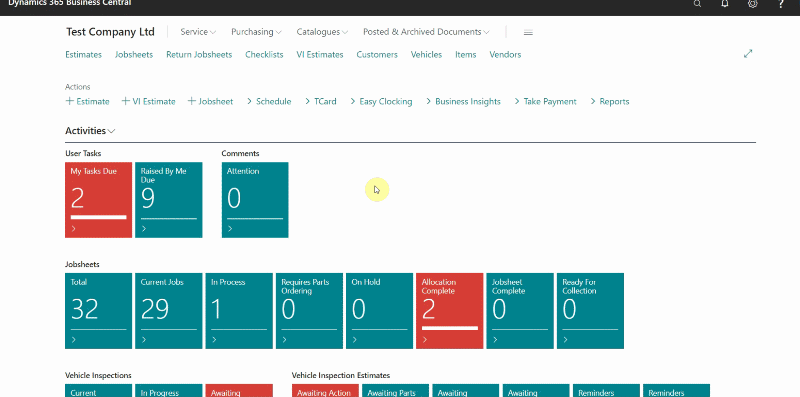 Dynamics 365 Business Central
?
Test Company Ltd Service Purchasing Catalogues Posted & Archived Documents
Estimates Jobsheets Return Jobsheets Checklists VI Estimates Customers Vehicles Items Vendors
Actions
+ Estimate + VI Estimate + Jobsheet > Schedule > TCard > Easy Clocking > Business Insights > Take Payment > Reports
Activities
User Tasks Comments
My Tasks Due Raised By Me Due Attention
2 9 0
Jobsheets
Total Current Jobs In Process Requires Parts Ordering On Hold Allocation Complete Jobsheet Complete Ready For Collection
32 29 1 0 0 2 0 0
Vehicle Inspections Vehicle Inspection Estimates
Current In Progress Awaiting Awaiting Action Awaiting Parts Awaiting Awaiting Reminders Reminders